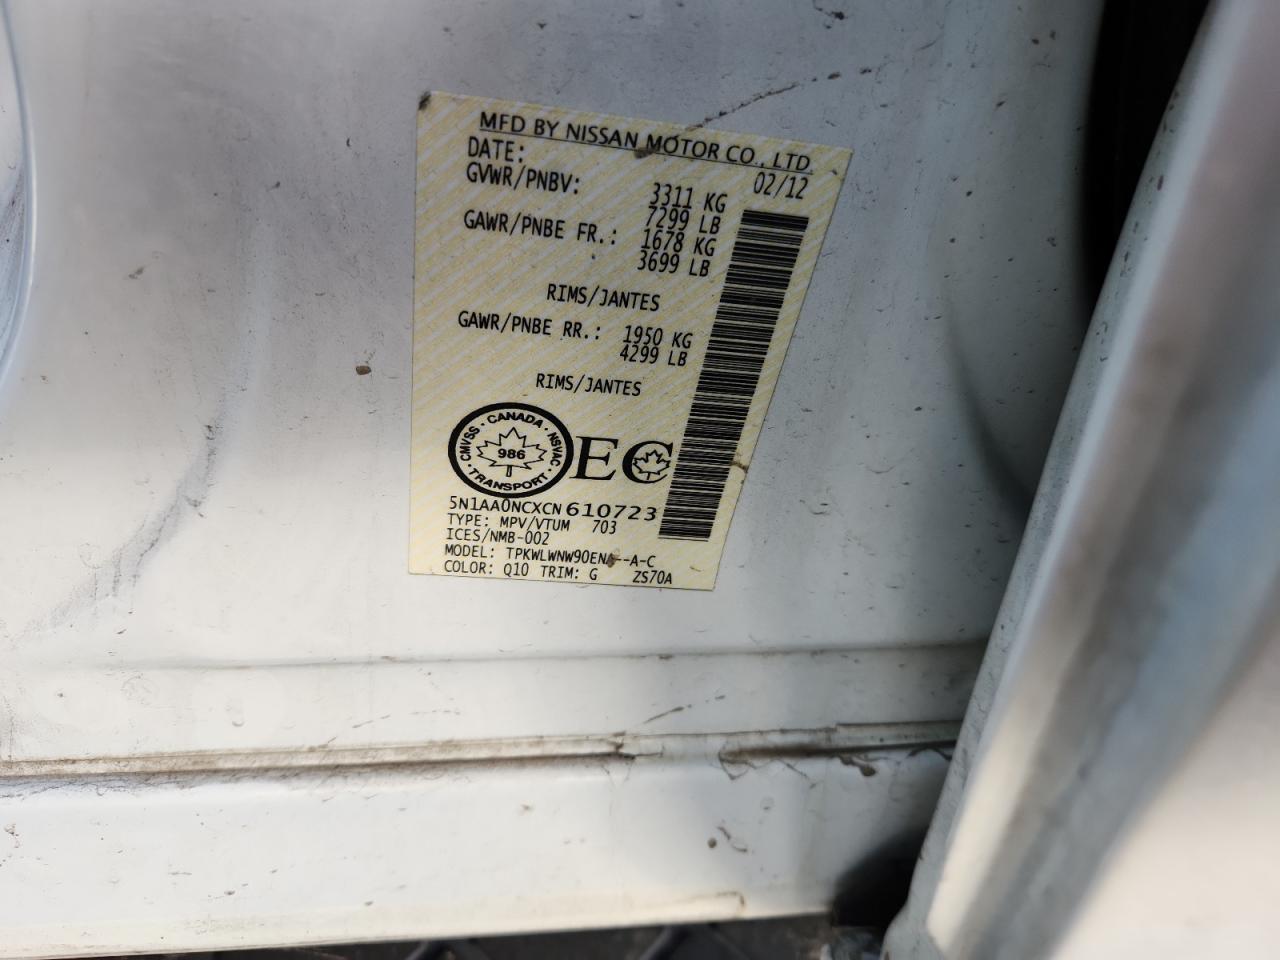 MFD BY NISSAN MOTOR CO., LTD
DATE: 02/12
GVWR/PNBV: 3311 KG
7299 LB
GAWR/PNBE FR.: 1678 KG
3699 LB
RIMS/JANTES
GAWR/PNBE RR.: 1950 KG
4299 LB
RIMS/JANTES
CMVSS · CANADA · NSVAC · TRANSPORT ·
986
EC
5N1AA0NCXCN610723
TYPE: MPV/VTUM 703
ICES/NMB-002
MODEL: TPKWLWNW90EN --A-C
COLOR: Q10 TRIM: G ZS70A